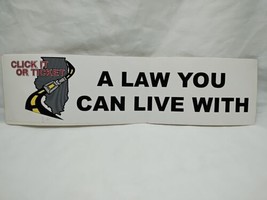 CLICK IT
OR TICKET
A LAW YOU
CAN LIVE WITH